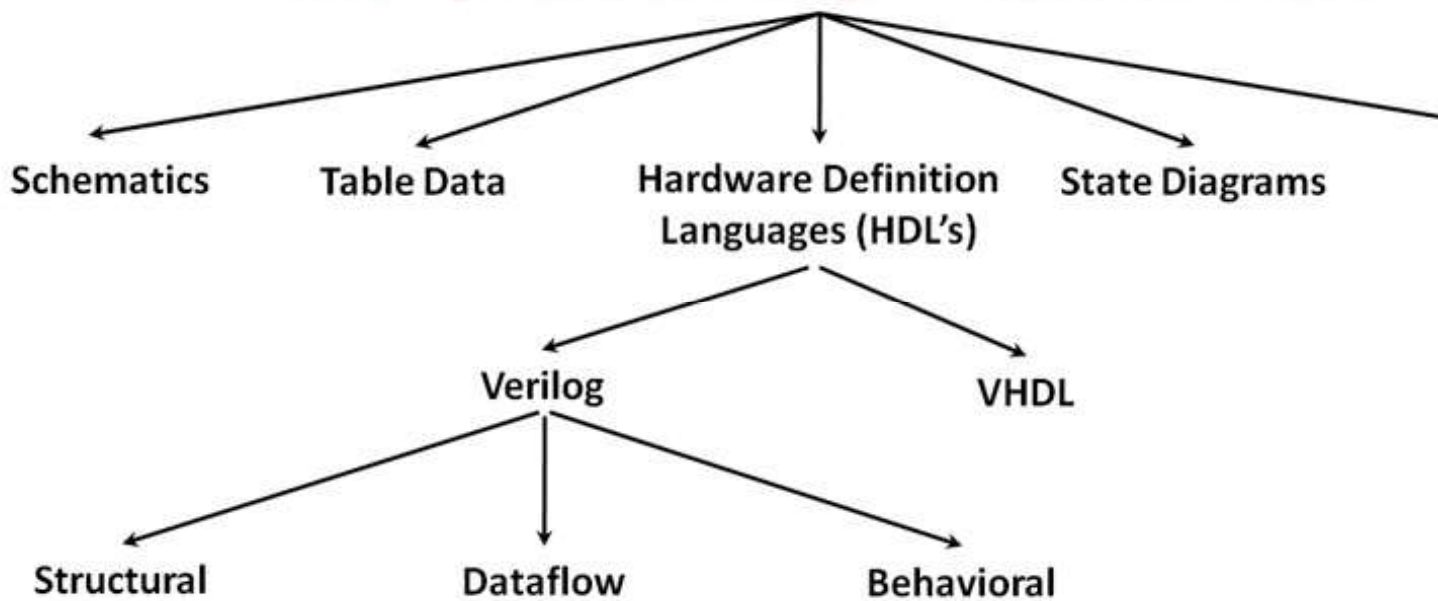 Schematics
Table Data
Hardware Definition
Languages (HDL's)
State Diagrams
Verilog
VHDL
Structural
Dataflow
Behavioral